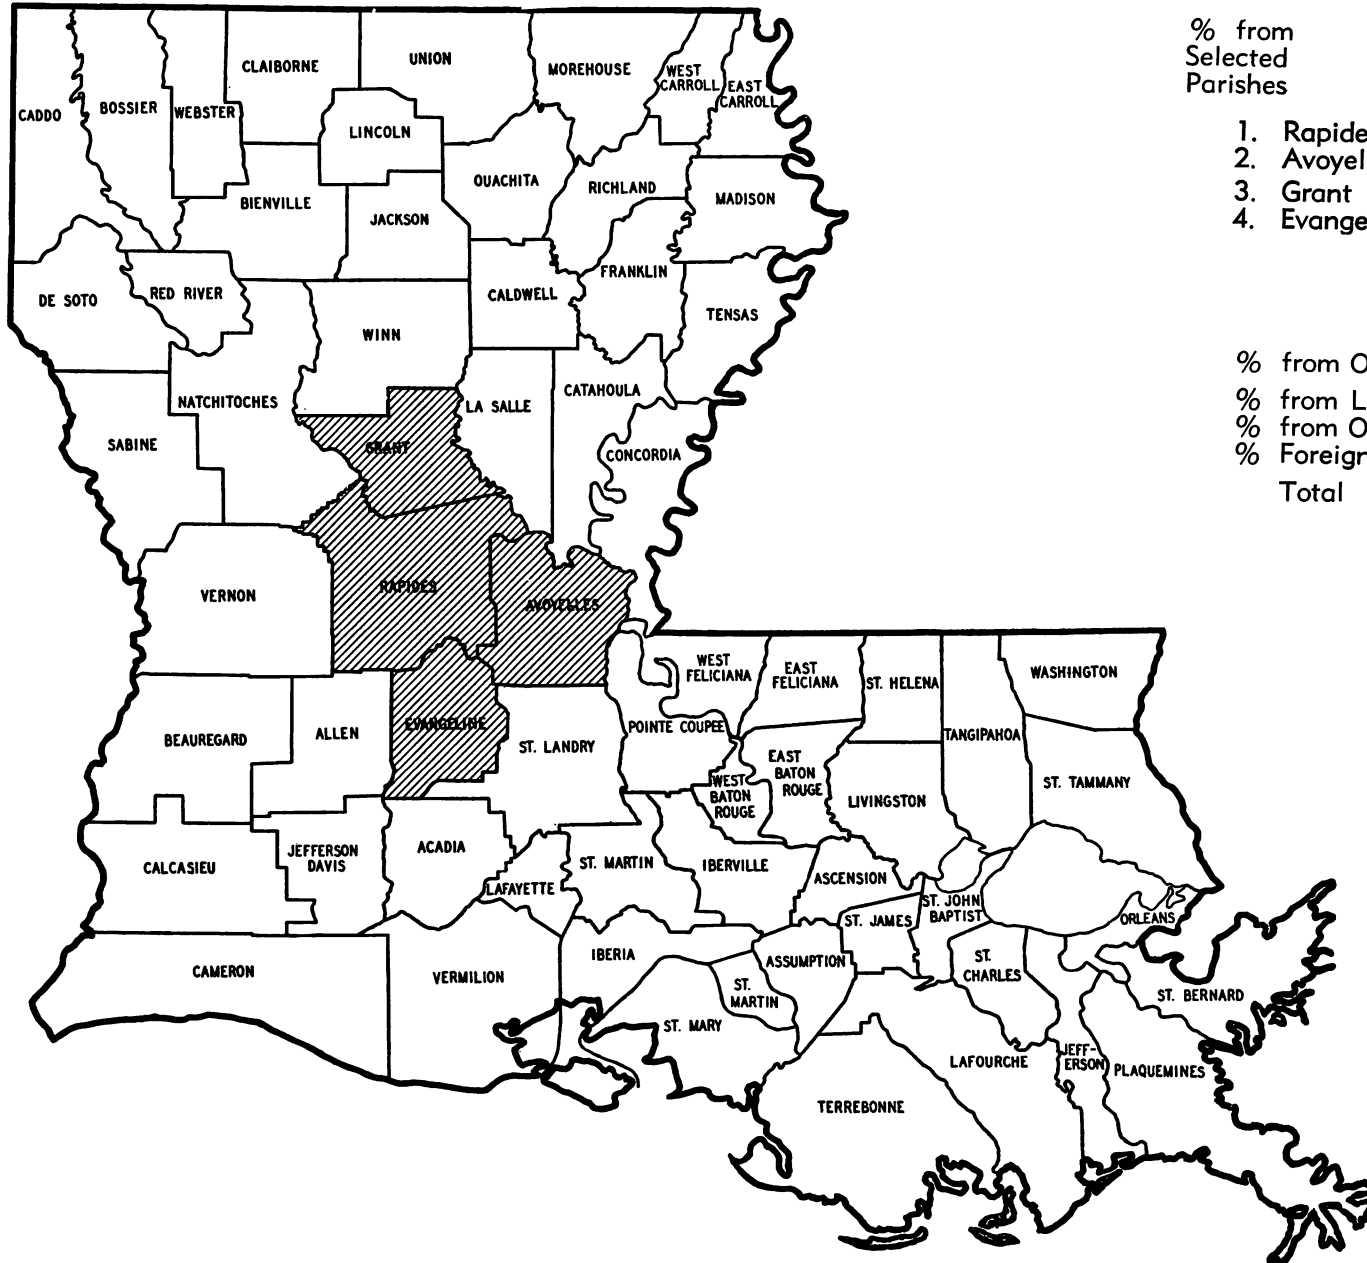 % from
Selected
Parishes
1. Rapide
2. Avoyel
3. Grant
4. Evange
% from O
% from L
% from O
% Foreign
Total
CADDO
BOSSIER
WEBSTER
CLAIBORNE
UNION
MOREHOUSE
WEST
CARROLL
EAST
CARROLL
LINCOLN
OUACHITA
RICHLAND
MADISON
BIENVILLE
JACKSON
DE SOTO
RED RIVER
WINN
CALDWELL
FRANKLIN
TENSAS
NATCHITOCHES
SABINE
GRANT
LA SALLE
CATAHOULA
CONCORDIA
VERNON
RAPIDES
AVOYELLES
BEAUREGARD
ALLEN
EVANGELINE
ST. LANDRY
POINTE COUPEE
WEST
FELICIANA
EAST
FELICIANA
ST. HELENA
TANGIPAHOA
WASHINGTON
WEST
BATON
ROUGE
EAST
BATON
ROUGE
LIVINGSTON
ST. TAMMANY
CALCASIEU
JEFFERSON
DAVIS
ACADIA
LAFAYETTE
ST. MARTIN
IBERVILLE
ASCENSION
ST. JAMES
ST. JOHN
BAPTIST
ORLEANS
CAMERON
VERMILION
IBERIA
ST. MARY
ST.
MARTIN
ASSUMPTION
ST.
CHARLES
ST. BERNARD
TERREBONNE
LAFOURCHE
JEFF-
ERSON
PLAQUEMINES